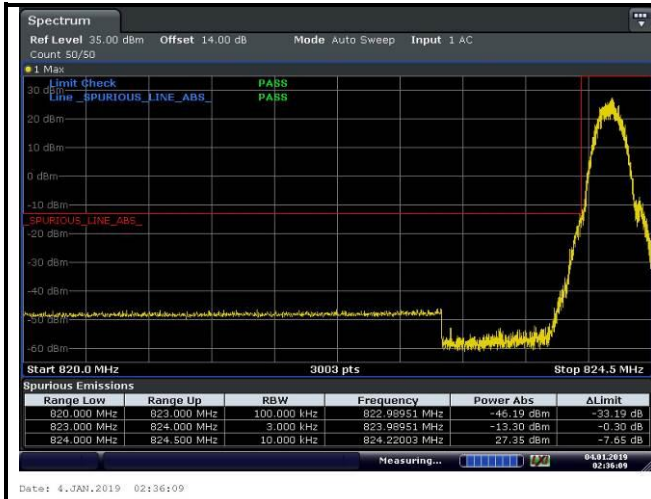 Spectrum
Ref Level 35.00 dBm Offset 14.00 dB Mode Auto Sweep Input 1 AC
Count 50/50
1 Max
Limit Check PASS
30 dBm
Line _SPURIOUS_LINE_ABS_ PASS
20 dBm
10 dBm
0 dBm
-10 dBm
_SPURIOUS_LINE_ABS_
-20 dBm
-30 dBm
-40 dBm
-50 dBm
-60 dBm
Start 820.0 MHz 3003 pts Stop 824.5 MHz
Spurious Emissions
Range Low Range Up RBW Frequency Power Abs ΔLimit
820.000 MHz 823.000 MHz 100.000 kHz 822.98951 MHz -46.19 dBm -33.19 dB
823.000 MHz 824.000 MHz 3.000 kHz 823.98951 MHz -13.30 dBm -0.30 dB
824.000 MHz 824.500 MHz 10.000 kHz 824.22003 MHz 27.35 dBm -7.65 dB
Measuring... 04.01.2019
02:36:09
Date: 4.JAN.2019 02:36:09